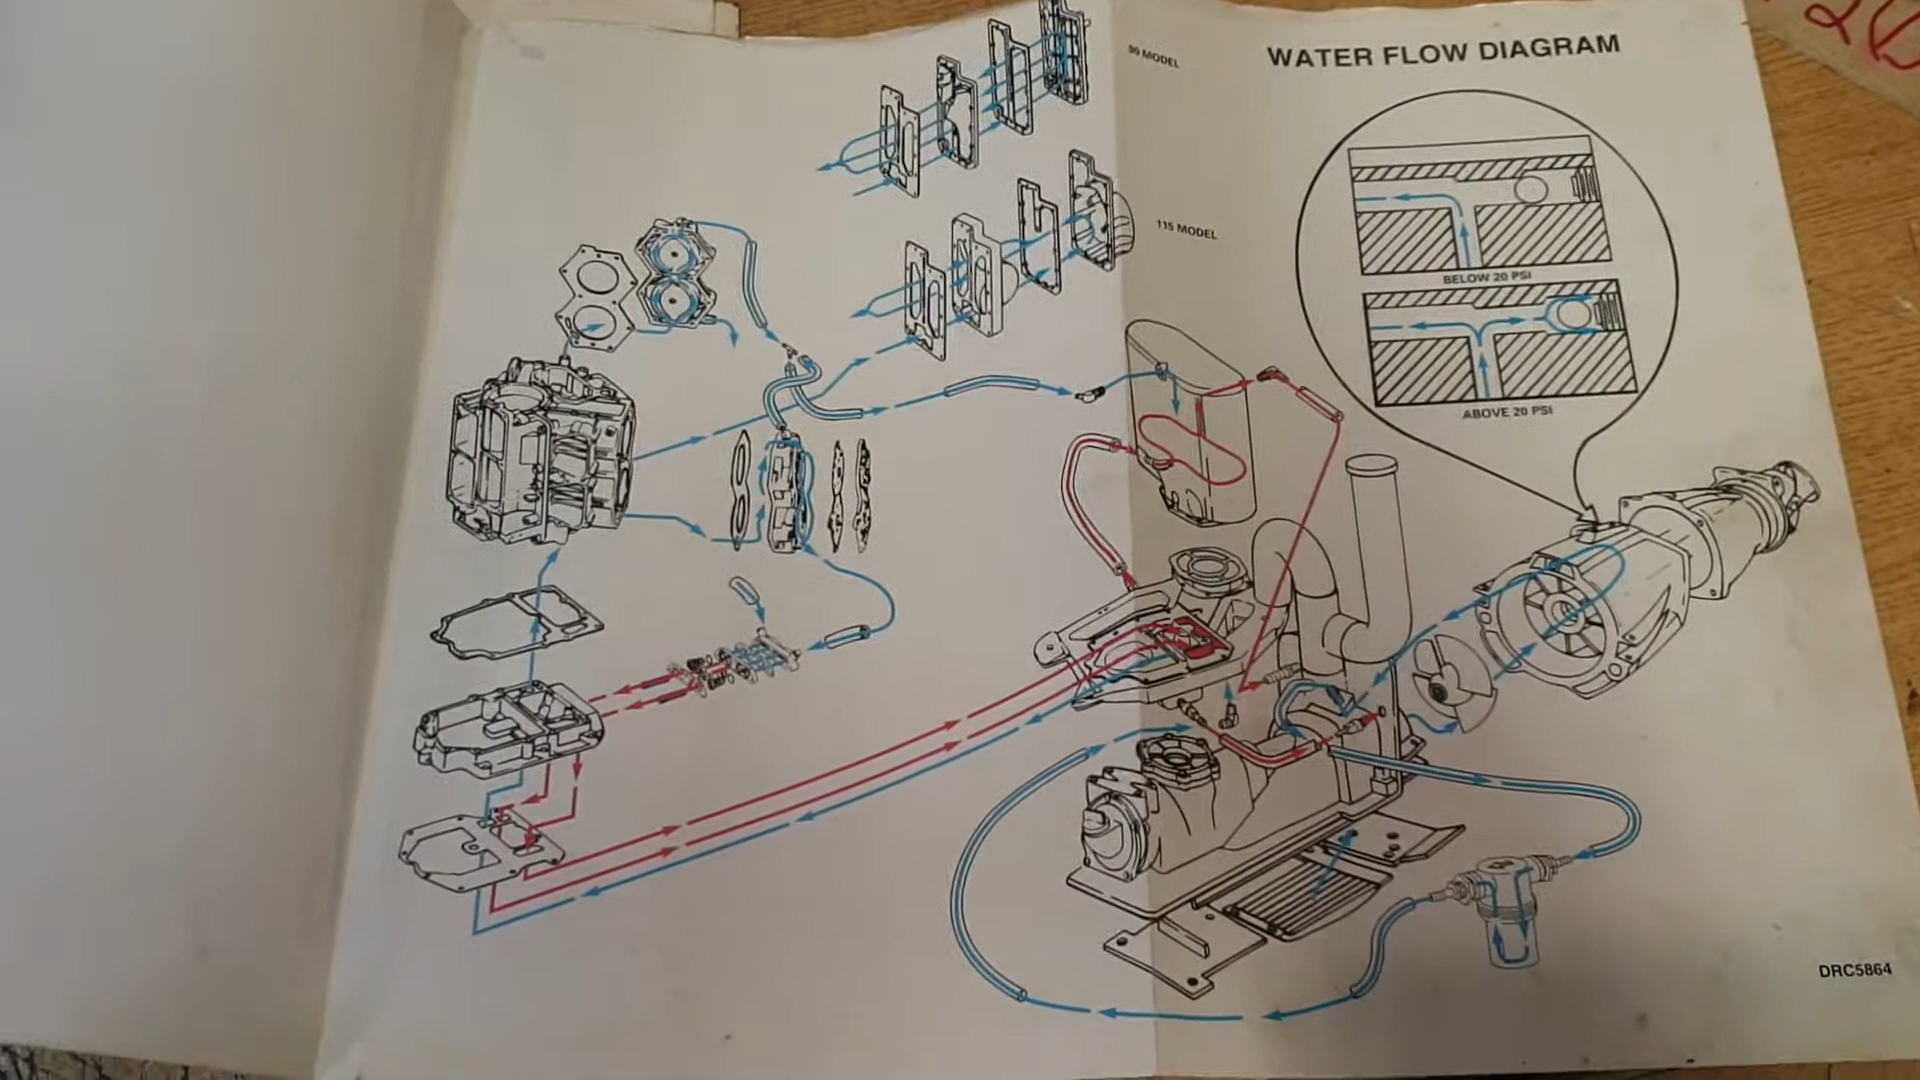 WATER FLOW DIAGRAM
90 MODEL
115 MODEL
BELOW 20 PSI
ABOVE 20 PSI
DRC5864